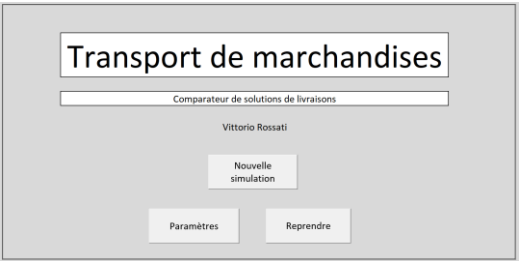 Transport de marchandises
Comparateur de solutions de livraisons
Vittorio Rossati
Nouvelle
simulation
Paramètres
Reprendre